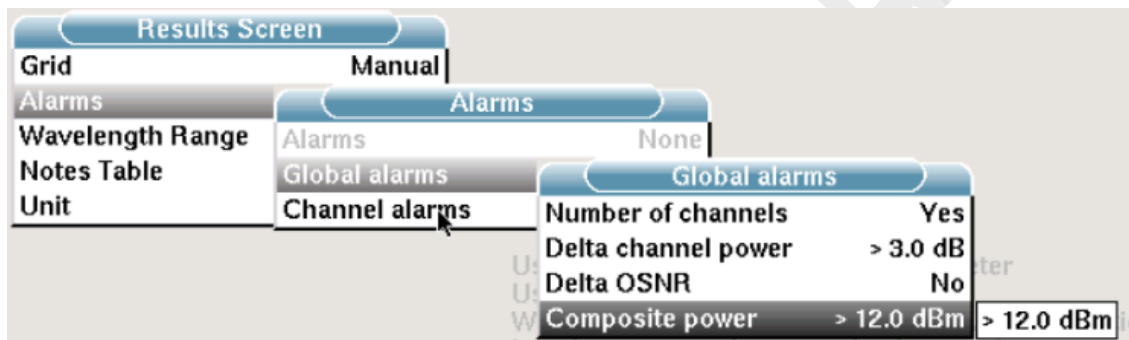 Results Screen
Grid Manual
Alarms
Wavelength Range
Notes Table
Unit
Alarms
Alarms None
Global alarms
Channel alarms
Global alarms
Number of channels Yes
Delta channel power > 3.0 dB
Delta OSNR No
Composite power > 12.0 dBm
> 12.0 dBm